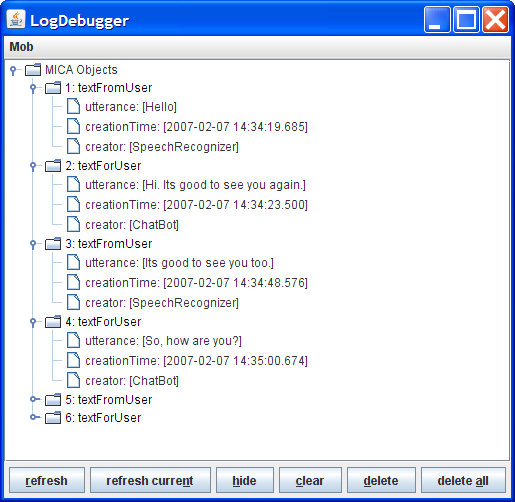 LogDebugger
Mob
MICA Objects
1: textFromUser
utterance: [Hello]
creationTime: [2007-02-07 14:34:19.685]
creator: [SpeechRecognizer]
2: textForUser
utterance: [Hi. Its good to see you again.]
creationTime: [2007-02-07 14:34:23.500]
creator: [ChatBot]
3: textFromUser
utterance: [Its good to see you too.]
creationTime: [2007-02-07 14:34:48.576]
creator: [SpeechRecognizer]
4: textForUser
utterance: [So, how are you?]
creationTime: [2007-02-07 14:35:00.674]
creator: [ChatBot]
5: textFromUser
6: textForUser
refresh refresh current hide clear delete delete all